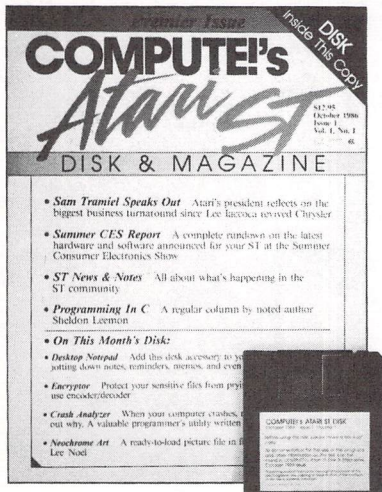 Premier Issue
DISK
Inside This Copy
COMPUTE!'s
Atari ST
$12.95
October 1986
Issue 1
Vol. 1, No. 1
DISK & MAGAZINE
• Sam Tramiel Speaks Out Atari's president reflects on the
biggest business turnaround since Lee Iacocca revived Chrysler
• Summer CES Report A complete rundown on the latest
hardware and software announced for your ST at the Summer
Consumer Electronics Show
• ST News & Notes All about what's happening in the
ST community
• Programming In C A regular column by noted author
Sheldon Leemon
• On This Month's Disk:
• Desktop Notepad Add this desk accessory to
jotting down notes, reminders, memos, and even
• Encryptor Protect your sensitive files from
use encoder/decoder
• Crash Analyzer When your computer crashes,
out why. A valuable programmer's utility written
• Neochrome Art A ready-to-load picture file in
Lee Noel
COMPUTE!'s ATARI ST DISK